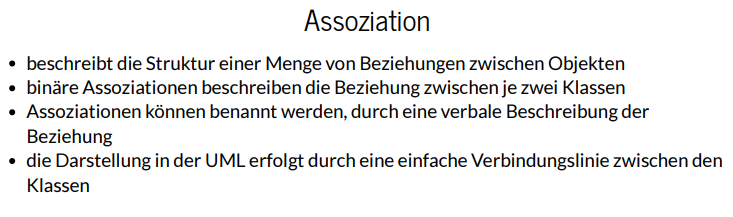 Assoziation
• beschreibt die Struktur einer Menge von Beziehungen zwischen Objekten
• binäre Assoziationen beschreiben die Beziehung zwischen je zwei Klassen
• Assoziationen können benannt werden, durch eine verbale Beschreibung der
Beziehung
• die Darstellung in der UML erfolgt durch eine einfache Verbindungslinie zwischen den
Klassen